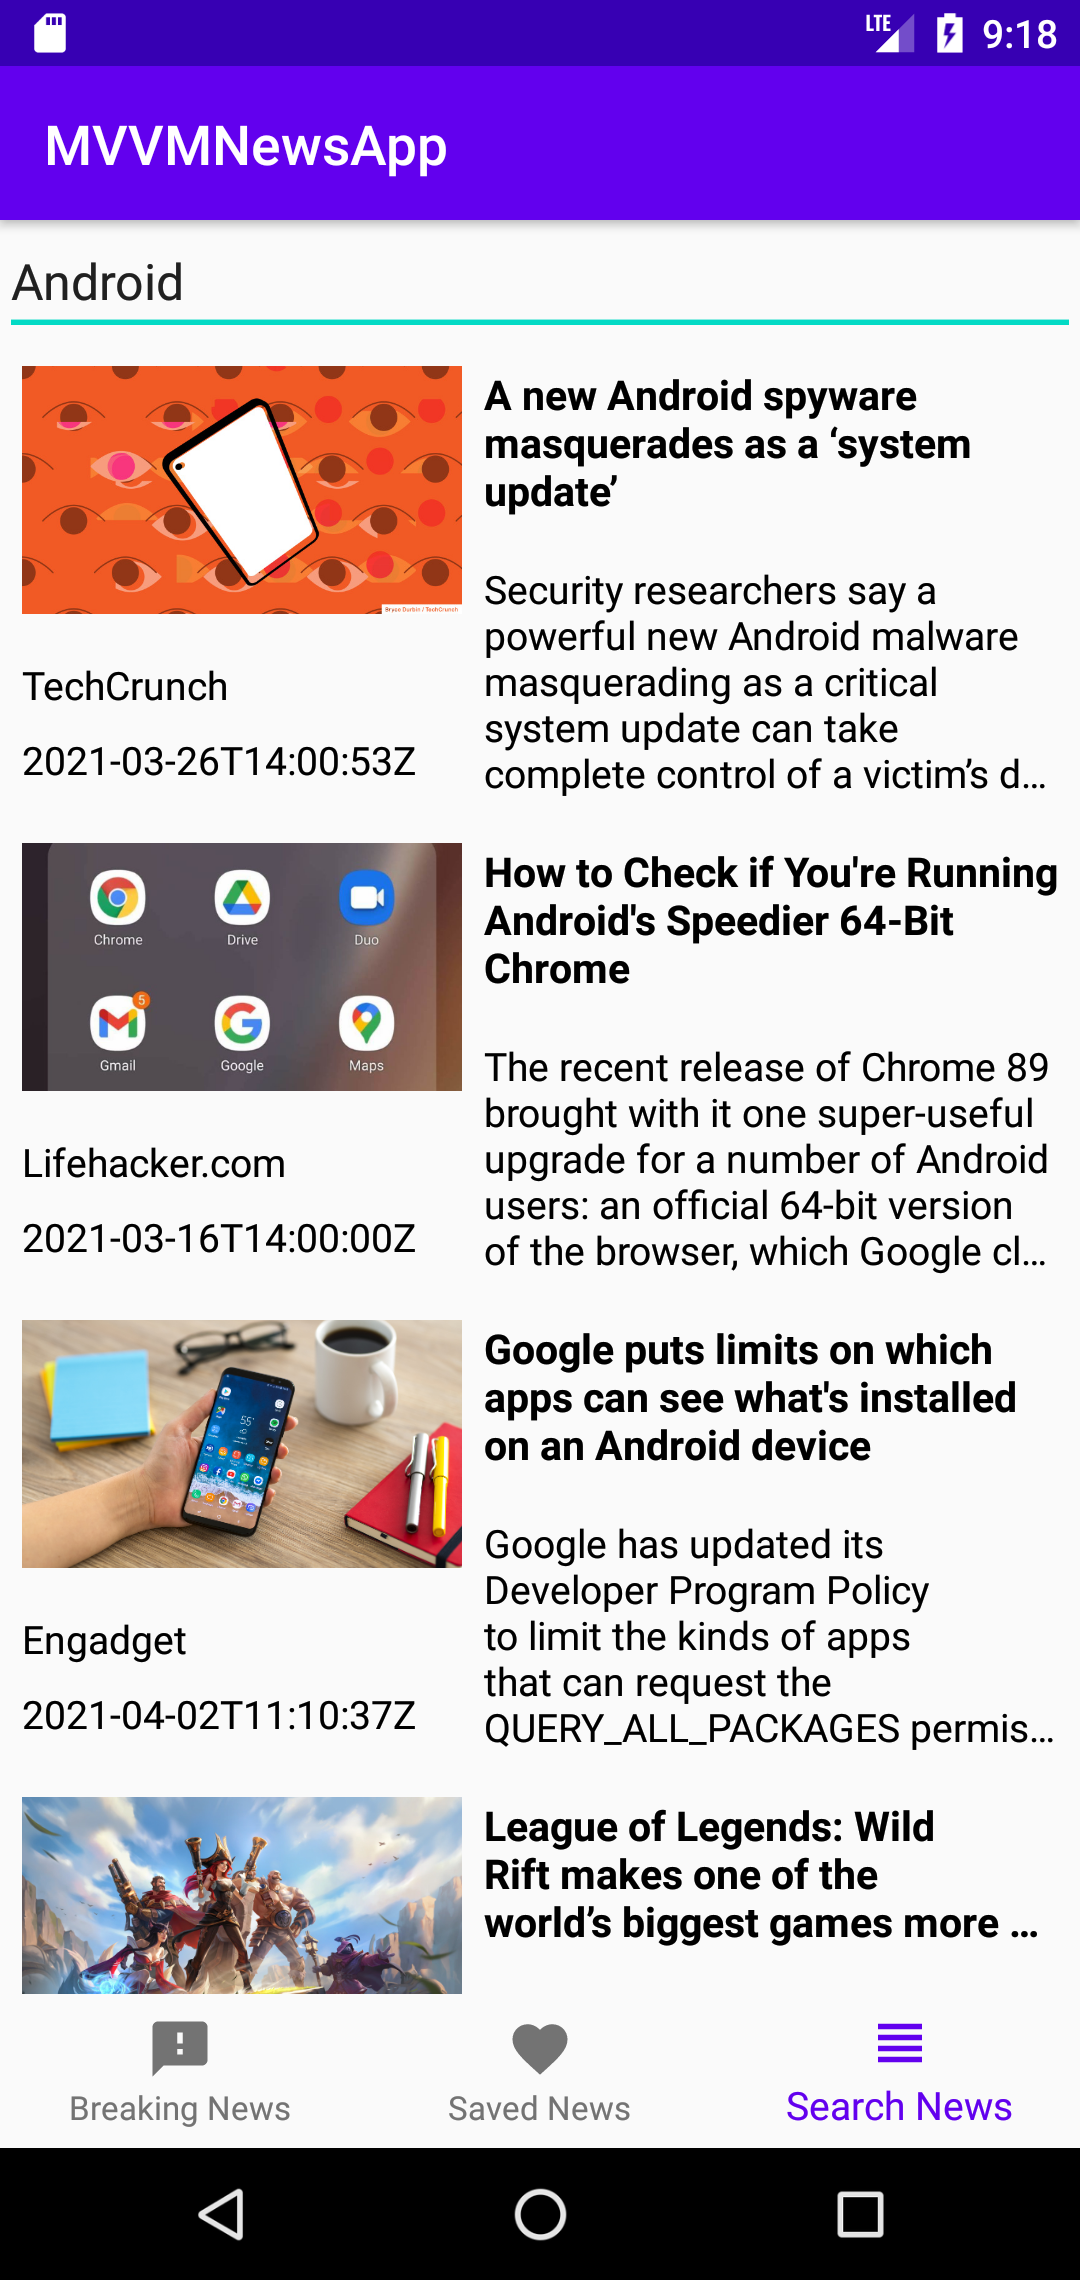 LTE 9:18
MVVMNewsApp
Android
Bryce Durbin / TechCrunch
A new Android spyware
masquerades as a ‘system
update’
Security researchers say a
powerful new Android malware
masquerading as a critical
system update can take
complete control of a victim’s d…
TechCrunch
2021-03-26T14:00:53Z
Chrome Drive Duo
5
Gmail Google Maps
How to Check if You're Running
Android's Speedier 64-Bit
Chrome
The recent release of Chrome 89
brought with it one super-useful
upgrade for a number of Android
users: an official 64-bit version
of the browser, which Google cl…
Lifehacker.com
2021-03-16T14:00:00Z
55°
Google puts limits on which
apps can see what's installed
on an Android device
Google has updated its
Developer Program Policy
to limit the kinds of apps
that can request the
QUERY_ALL_PACKAGES permis…
Engadget
2021-04-02T11:10:37Z
League of Legends: Wild
Rift makes one of the
world’s biggest games more …
Breaking News
Saved News
Search News